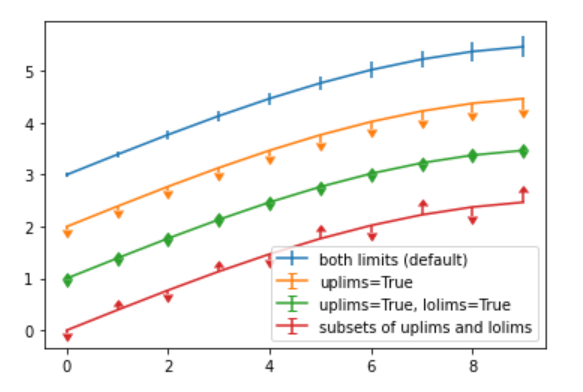 5
4
3
2
1
0
both limits (default)
uplims=True
uplims=True, lolims=True
subsets of uplims and lolims
0 2 4 6 8